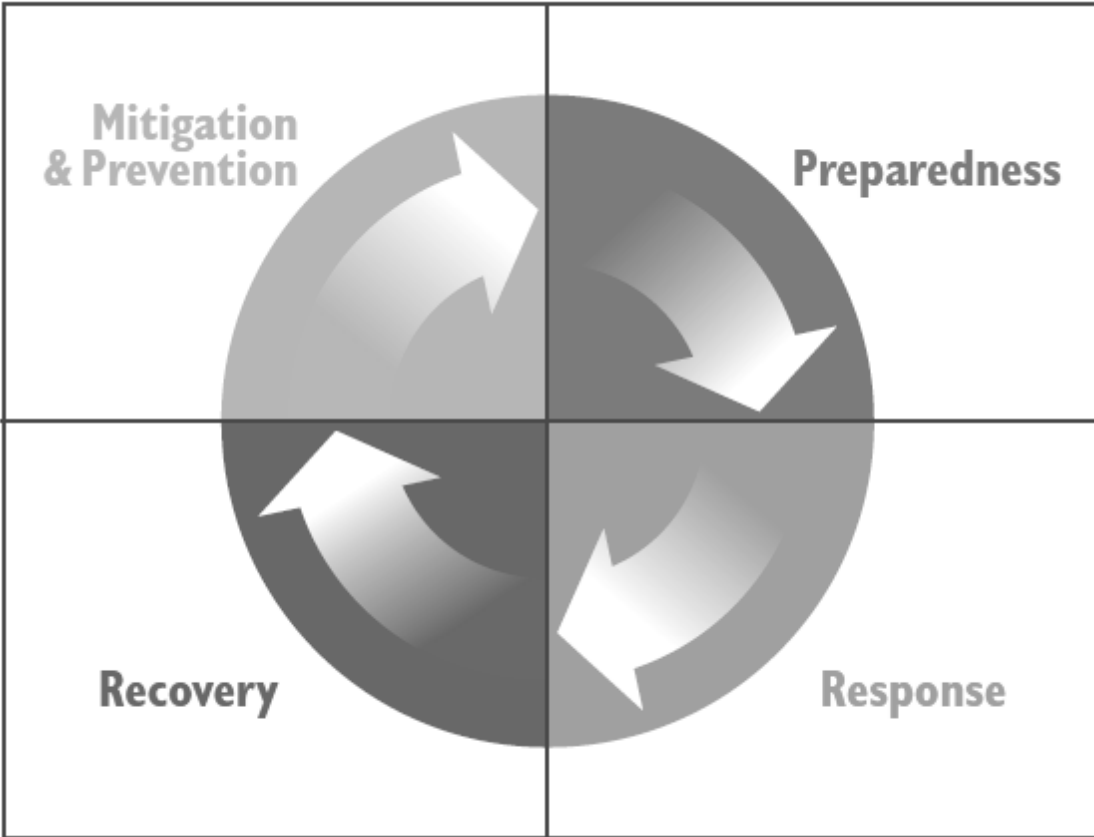 Mitigation
& Prevention
Preparedness
Recovery
Response